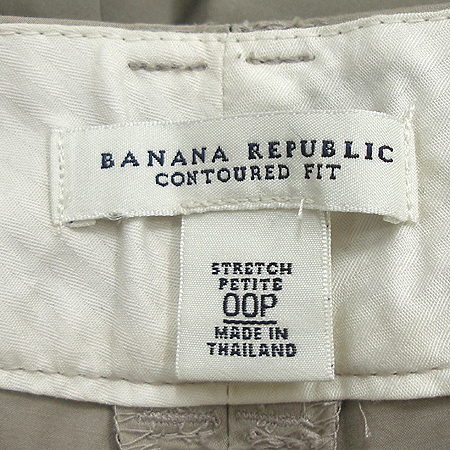 BANANA REPUBLIC
CONTOURED FIT
STRETCH
PETITE
00P
MADE IN
THAILAND